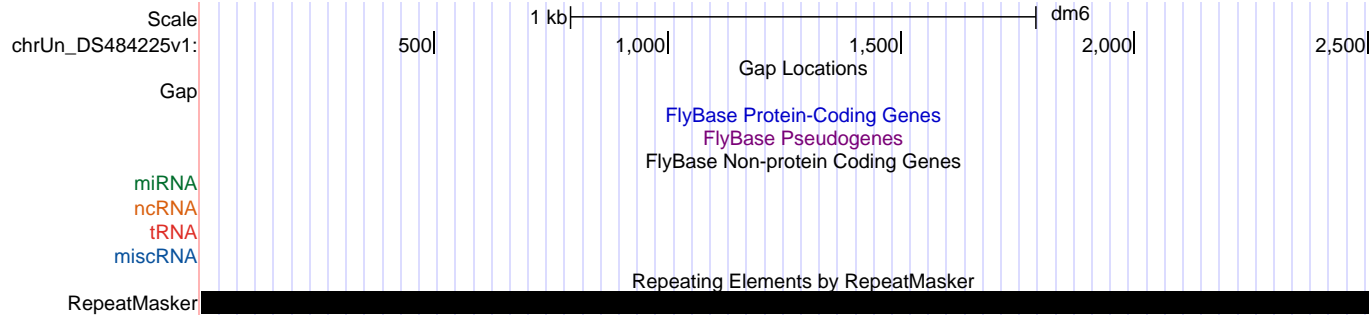 Scale 1 kb dm6
chrUn_DS484225v1: 500 1,000 1,500 2,000 2,500
Gap Locations
Gap
FlyBase Protein-Coding Genes
FlyBase Pseudogenes
FlyBase Non-protein Coding Genes
miRNA
ncRNA
tRNA
miscRNA
Repeating Elements by RepeatMasker
RepeatMasker